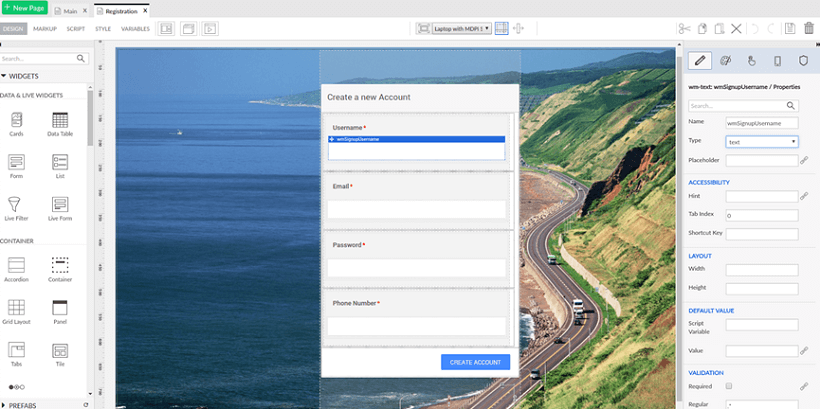 + New Page
Main x
Registration x
DESIGN MARKUP SCRIPT STYLE VARIABLES
Laptop with MDPI S
Search...
WIDGETS
DATA & LIVE WIDGETS
Cards Data Table
Form List
Live Filter Live Form
CONTAINER
Accordion Container
Grid Layout Panel
Tabs Tile
PREFABS
Create a new Account
Username *
wmSignupUsername
Email *
Password *
Phone Number *
CREATE ACCOUNT
wm-text: wmSignupUsername / Properties
Search...
Name wmSignupUsername
Type text
Placeholder
ACCESSIBILITY
Hint
Tab Index 0
Shortcut Key
LAYOUT
Width
Height
DEFAULT VALUE
Script
Variable
Value
VALIDATION
Required
Regular